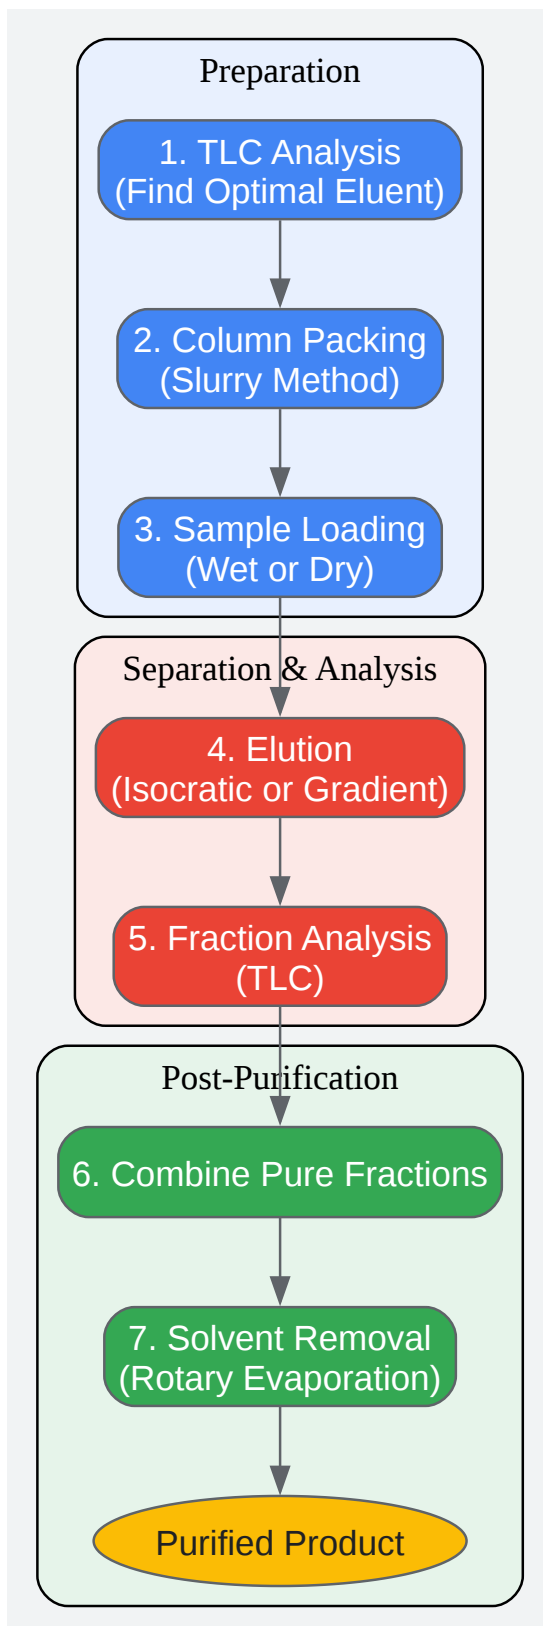 Preparation
1. TLC Analysis
(Find Optimal Eluent)
2. Column Packing
(Slurry Method)
3. Sample Loading
(Wet or Dry)
Separation & Analysis
4. Elution
(Isocratic or Gradient)
5. Fraction Analysis
(TLC)
Post-Purification
6. Combine Pure Fractions
7. Solvent Removal
(Rotary Evaporation)
Purified Product